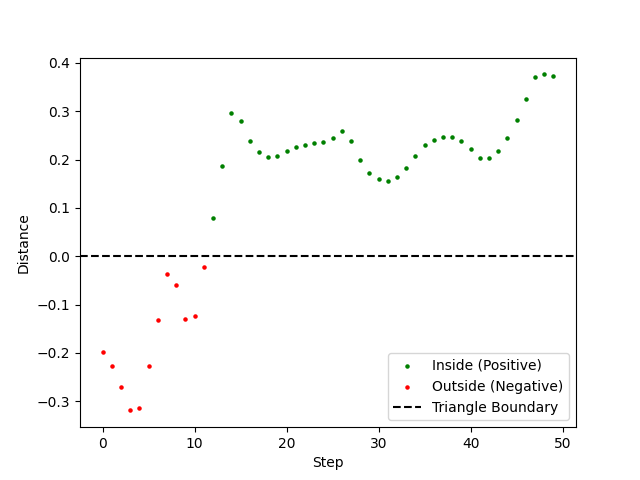 0.4
0.3
0.2
0.1
0.0
−0.1
−0.2
−0.3
Distance
Inside (Positive)
Outside (Negative)
Triangle Boundary
0 10 20 30 40 50
Step